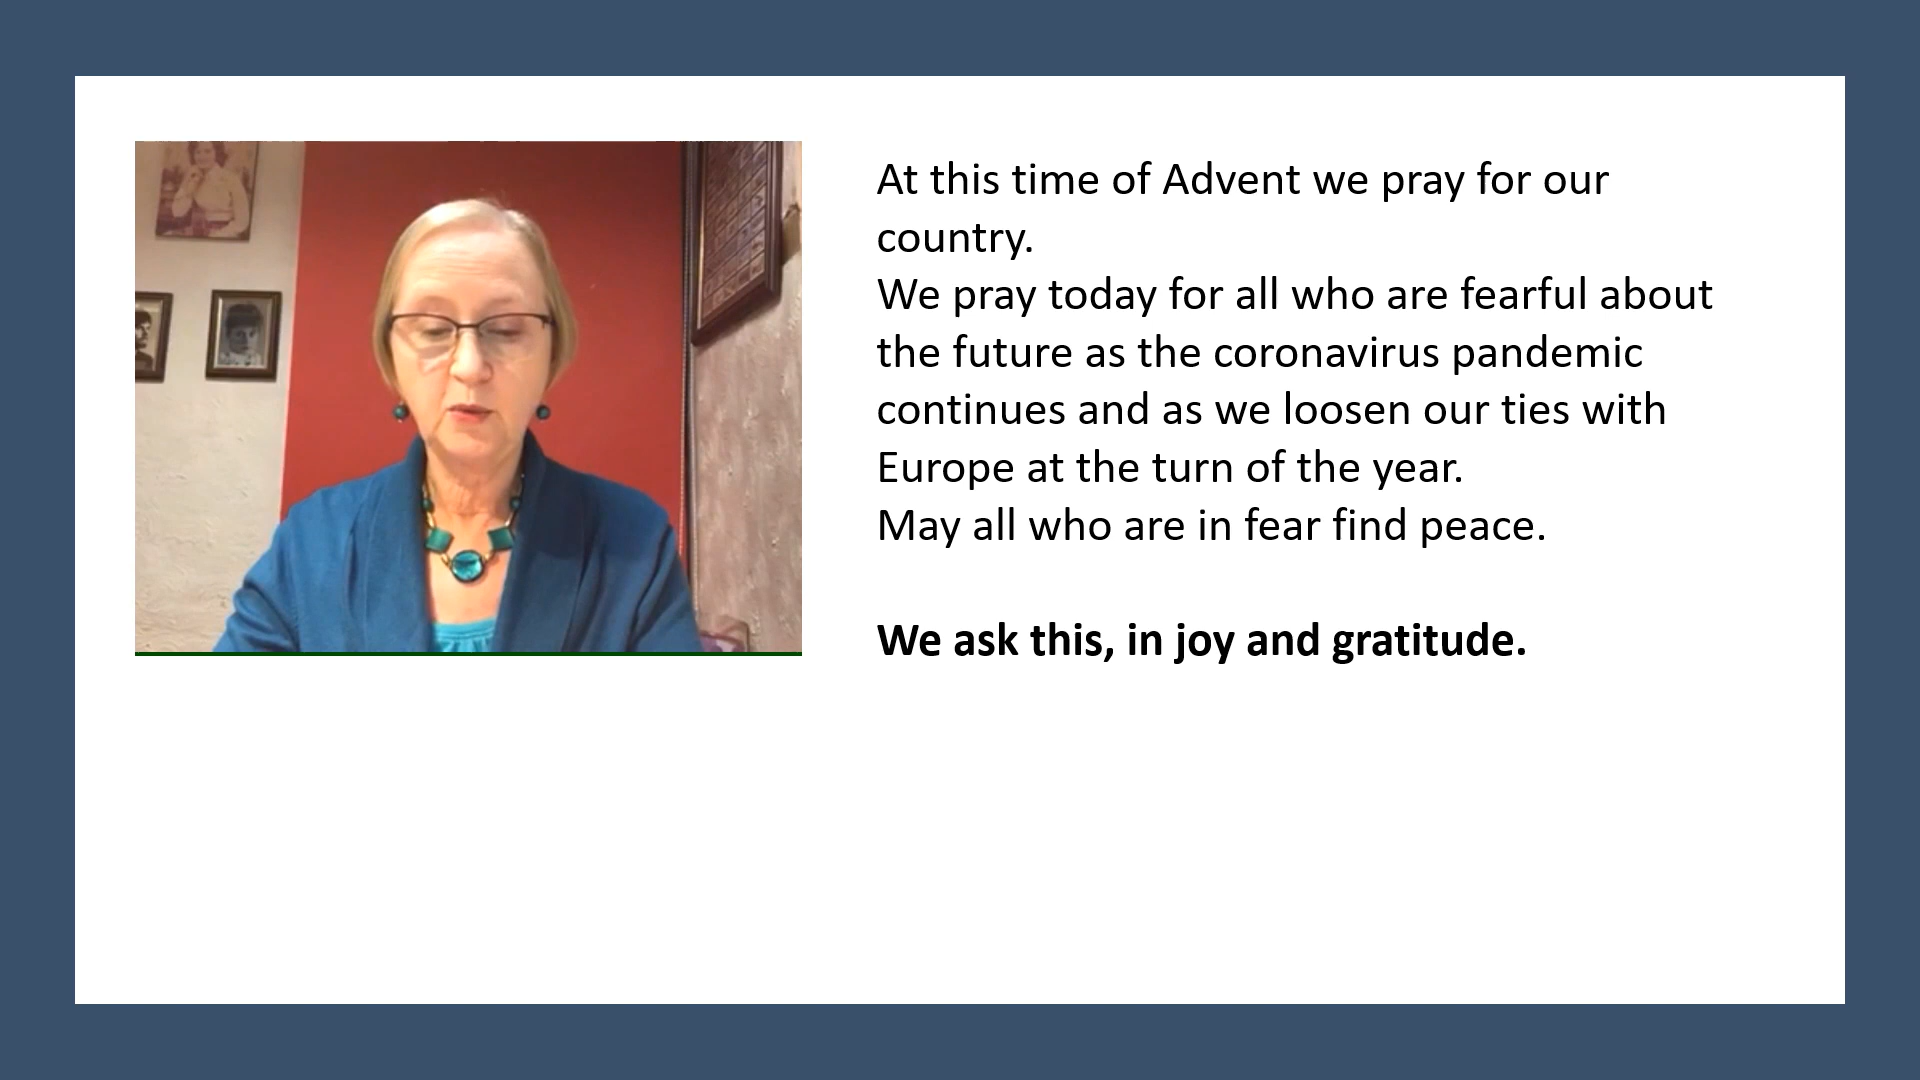 At this time of Advent we pray for our
country.
We pray today for all who are fearful about
the future as the coronavirus pandemic
continues and as we loosen our ties with
Europe at the turn of the year.
May all who are in fear find peace.
We ask this, in joy and gratitude.